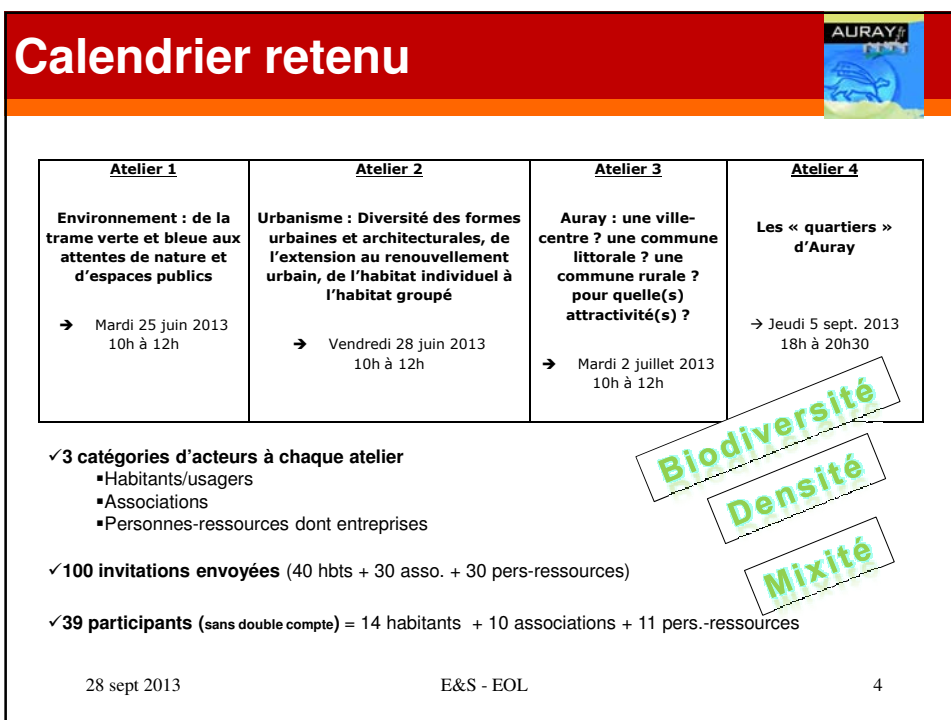 Calendrier retenu
AURAY.fr
Atelier 1
Environnement : de la
trame verte et bleue aux
attentes de nature et
d'espaces publics
➔ Mardi 25 juin 2013
10h à 12h
Atelier 2
Urbanisme : Diversité des formes
urbaines et architecturales, de
l'extension au renouvellement
urbain, de l'habitat individuel à
l'habitat groupé
➔ Vendredi 28 juin 2013
10h à 12h
Atelier 3
Auray : une ville-
centre ? une commune
littorale ? une
commune rurale ?
pour quelle(s)
attractivité(s) ?
➔ Mardi 2 juillet 2013
10h à 12h
Atelier 4
Les « quartiers »
d'Auray
→ Jeudi 5 sept. 2013
18h à 20h30
Biodiversité
Densité
Mixité
✓3 catégories d'acteurs à chaque atelier
▪Habitants/usagers
▪Associations
▪Personnes-ressources dont entreprises
✓100 invitations envoyées (40 hbts + 30 asso. + 30 pers-ressources)
✓39 participants (sans double compte) = 14 habitants + 10 associations + 11 pers.-ressources
28 sept 2013 E&S - EOL 4